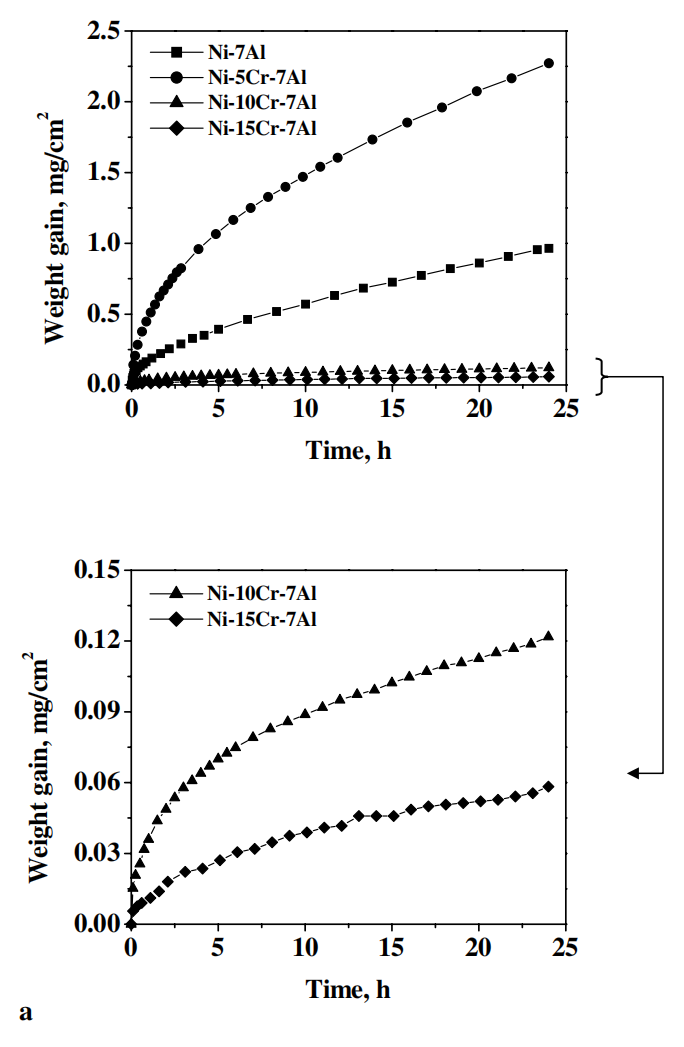 2.5
2.0
1.5
1.0
0.5
0.0
Weight gain, mg/cm²
Ni-7Al
Ni-5Cr-7Al
Ni-10Cr-7Al
Ni-15Cr-7Al
0 5 10 15 20 25
Time, h
0.15
0.12
0.09
0.06
0.03
0.00
Weight gain, mg/cm²
Ni-10Cr-7Al
Ni-15Cr-7Al
0 5 10 15 20 25
Time, h
a